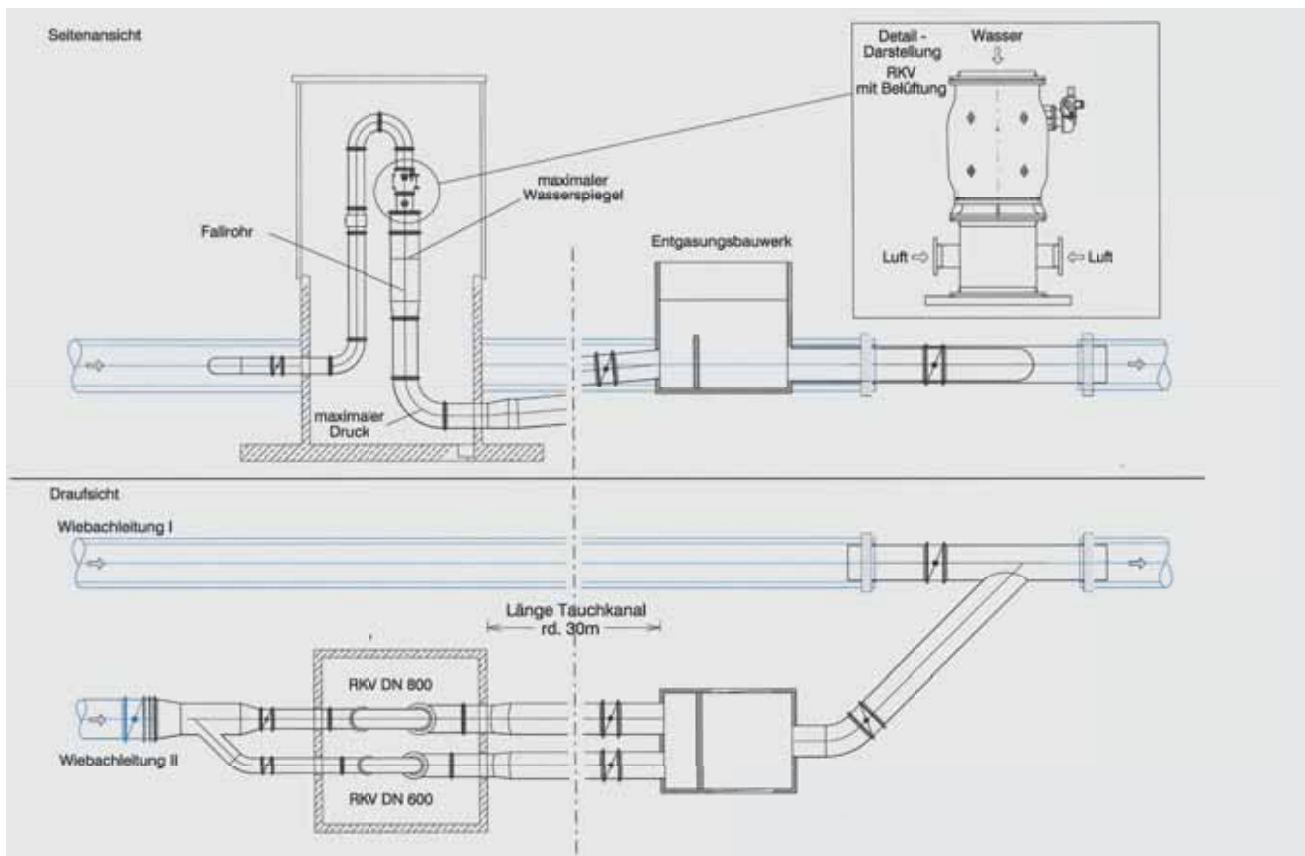 Seitenansicht
Detail -
Darstellung
RKV
mit Belüftung
Wasser
maximaler
Wasserspiegel
Fallrohr
Entgasungsbauwerk
Luft
Luft
maximaler
Druck
Draufsicht
Wiebachleitung I
Länge Tauchkanal
rd. 30m
RKV DN 800
Wiebachleitung II
RKV DN 600